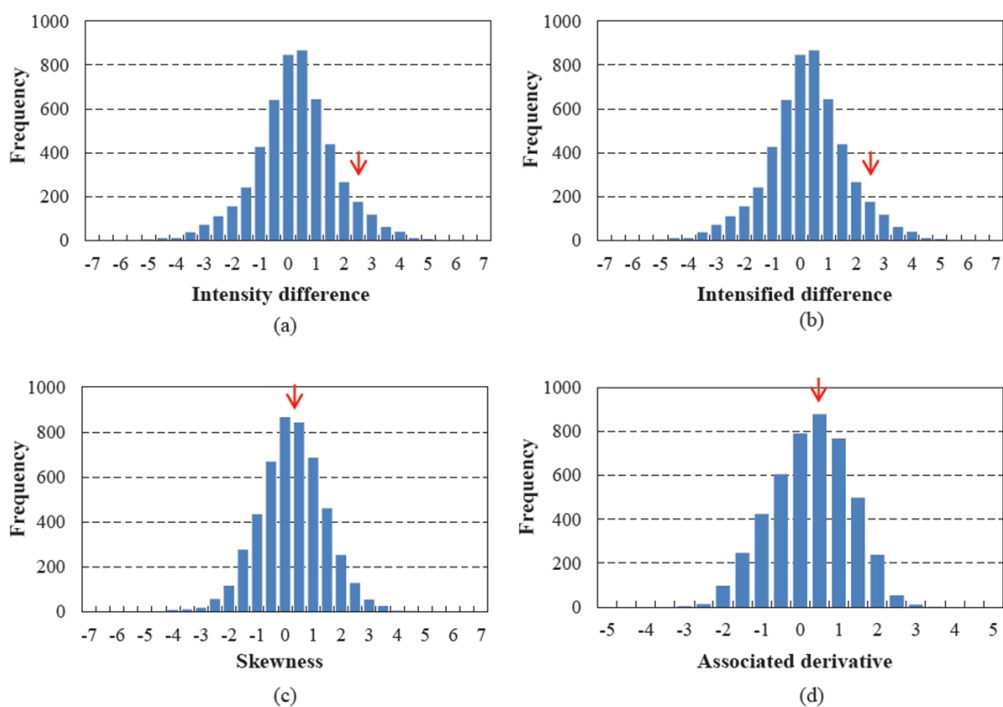 1000
800
600
400
200
0
Frequency
-7 -6 -5 -4 -3 -2 -1 0 1 2 3 4 5 6 7
Intensity difference
(a)
1000
800
600
400
200
0
Frequency
-7 -6 -5 -4 -3 -2 -1 0 1 2 3 4 5 6 7
Intensified difference
(b)
1000
800
600
400
200
0
Frequency
-7 -6 -5 -4 -3 -2 -1 0 1 2 3 4 5 6 7
Skewness
(c)
1000
800
600
400
200
0
Frequency
-5 -4 -3 -2 -1 0 1 2 3 4 5
Associated derivative
(d)